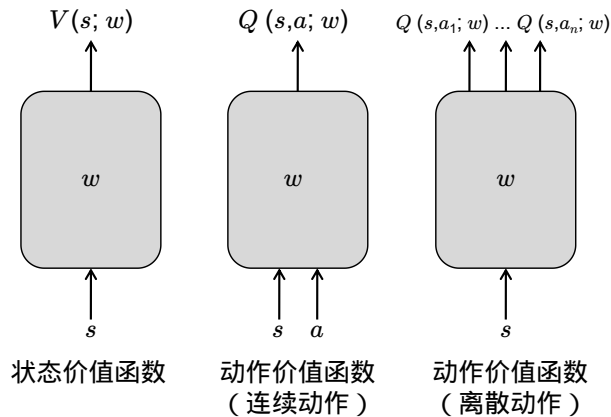 V(s; w)
Q (s,a; w)
Q (s,a₁; w) ... Q (s,aₙ; w)
w
w
w
s
s
a
s
状态价值函数
动作价值函数
（连续动作）
动作价值函数
（离散动作）